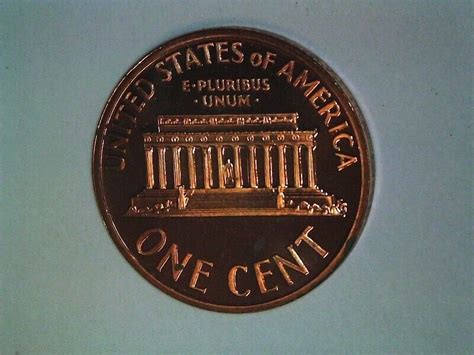 UNITED STATES OF AMERICA
E·PLURIBUS
·UNUM·
ONE CENT